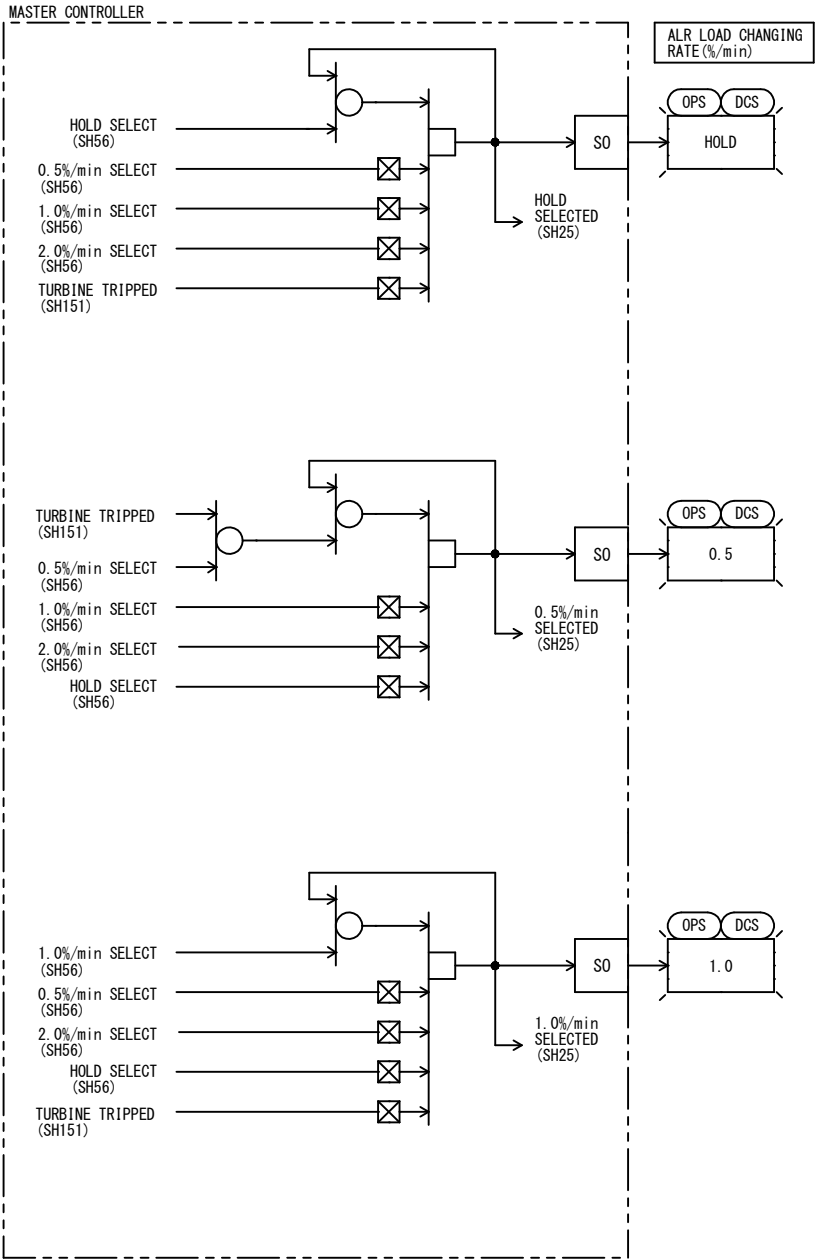 MASTER CONTROLLER
ALR LOAD CHANGING
RATE(%/min)
HOLD SELECT
(SH56)
0.5%/min SELECT
(SH56)
1.0%/min SELECT
(SH56)
2.0%/min SELECT
(SH56)
TURBINE TRIPPED
(SH151)
SO
OPS
DCS
HOLD
HOLD
SELECTED
(SH25)
TURBINE TRIPPED
(SH151)
0.5%/min SELECT
(SH56)
1.0%/min SELECT
(SH56)
2.0%/min SELECT
(SH56)
HOLD SELECT
(SH56)
SO
OPS
DCS
0.5
0.5%/min
SELECTED
(SH25)
1.0%/min SELECT
(SH56)
0.5%/min SELECT
(SH56)
2.0%/min SELECT
(SH56)
HOLD SELECT
(SH56)
TURBINE TRIPPED
(SH151)
SO
OPS
DCS
1.0
1.0%/min
SELECTED
(SH25)